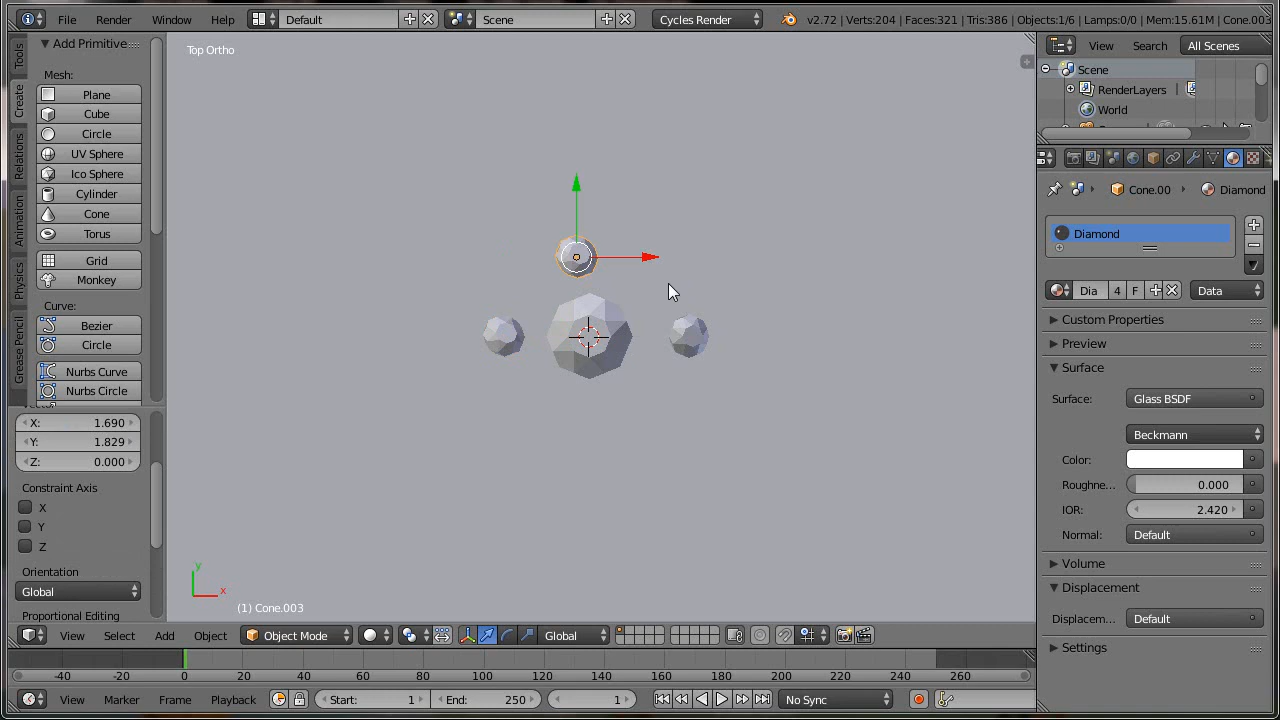 File Render Window Help Default Scene Cycles Render v2.72 | Verts:204 | Faces:321 | Tris:386 | Objects:1/6 | Lamps:0/0 | Mem:15.61M | Cone.003
Add Primitive
Mesh:
Plane
Cube
Circle
UV Sphere
Ico Sphere
Cylinder
Cone
Torus
Grid
Monkey
Curve:
Bezier
Circle
Nurbs Curve
Nurbs Circle
Tools
Create
Relations
Animation
Physics
Grease Pencil
X: 1.690
Y: 1.829
Z: 0.000
Constraint Axis
X
Y
Z
Orientation
Global
Proportional Editing
Top Ortho
y
x
(1) Cone.003
View Select Add Object Object Mode Global
-40 -20 0 20 40 60 80 100 120 140 160 180 200 220 240 260
View Marker Frame Playback Start: 1 End: 250 1 No Sync
View Search All Scenes
Scene
RenderLayers
World
Cone.00 Diamond
Diamond
Dia 4 F Data
Custom Properties
Preview
Surface
Surface: Glass BSDF
Beckmann
Color:
Roughne... 0.000
IOR: 2.420
Normal: Default
Volume
Displacement
Displacem... Default
Settings